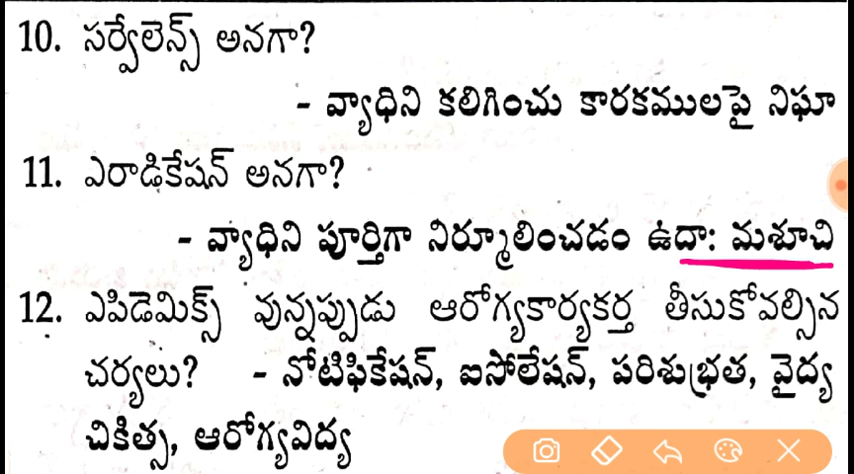 10. సర్వేలెన్స్ అనగా?
- వ్యాధిని కలిగించు కారకములపై నిఘా
11. ఎరాడికేషన్ అనగా?
- వ్యాధిని పూర్తిగా నిర్మూలించడం ఉదా: మశూచి
12. ఎపిడెమిక్స్ వున్నప్పుడు ఆరోగ్యకార్యకర్త తీసుకోవల్సిన
చర్యలు? - నోటిఫికేషన్, ఐసోలేషన్, పరిశుభ్రత, వైద్య
చికిత్స, ఆరోగ్యవిద్య